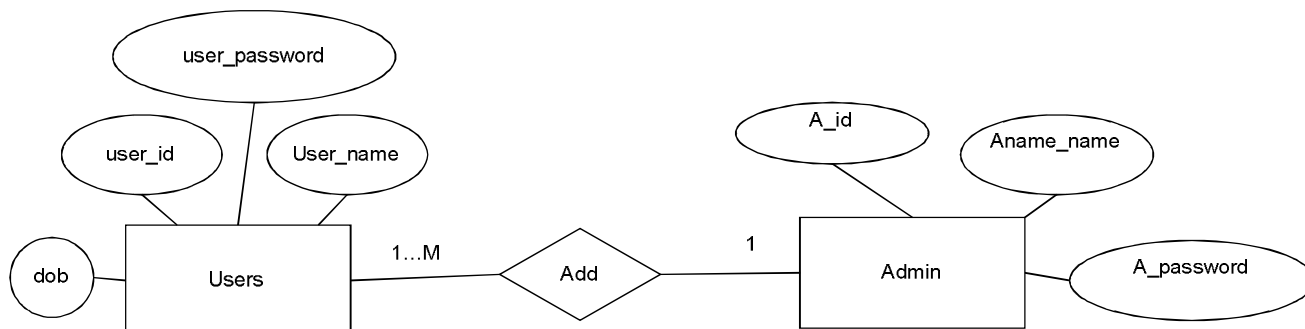 user_password
A_id
Aname_name
user_id
User_name
1...M
1
A_password
dob
Users
Add
Admin